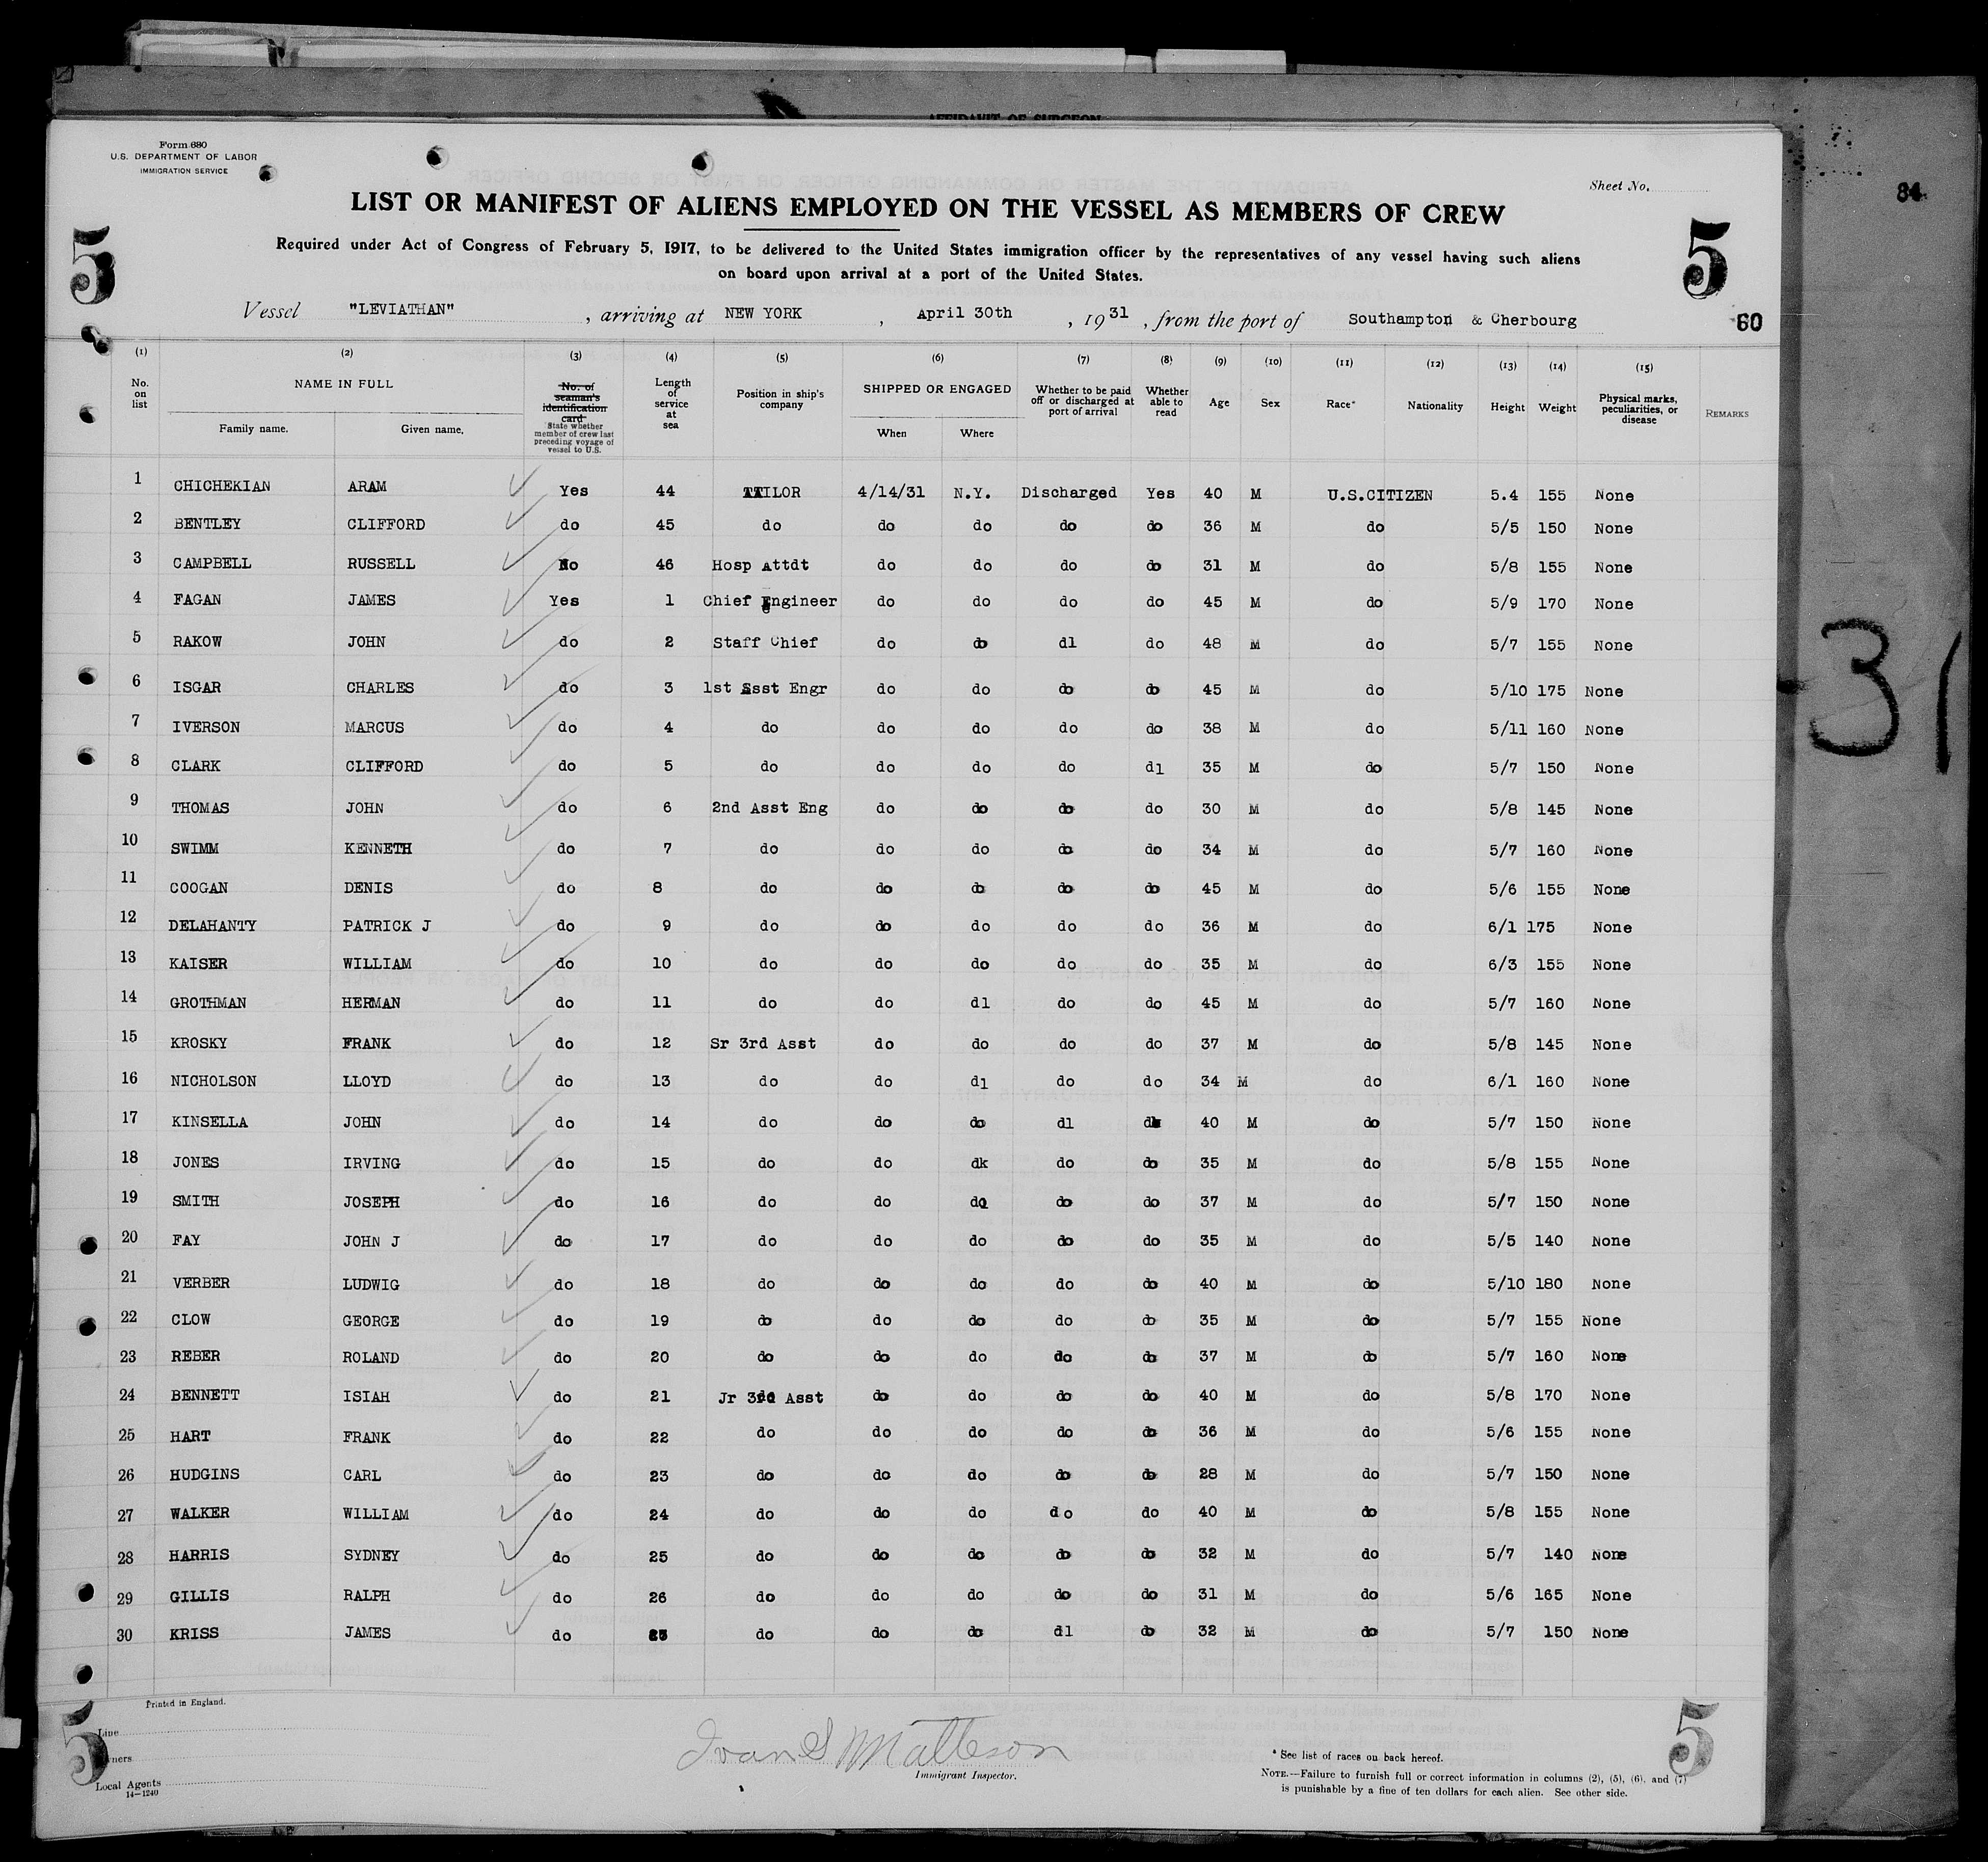 AFFIDAVIT OF SURGEON
Form 680
U.S. DEPARTMENT OF LABOR
IMMIGRATION SERVICE
Sheet No.
84
LIST OR MANIFEST OF ALIENS EMPLOYED ON THE VESSEL AS MEMBERS OF CREW
5 5
Required under Act of Congress of February 5, 1917, to be delivered to the United States immigration officer by the representatives of any vessel having such aliens
on board upon arrival at a port of the United States.
Vessel "LEVIATHAN", arriving at NEW YORK, April 30th, 1931, from the port of Southampton & Cherbourg
60
(1) (2) (3) (4) (5) (6) (7) (8) (9) (10) (11) (12) (13) (14) (15)
No. on list NAME IN FULL Family name. Given name. No. of seaman's identification card State whether member of crew last preceding voyage of vessel to U.S. Length of service at sea Position in ship's company SHIPPED OR ENGAGED When Where Whether to be paid off or discharged at port of arrival Whether able to read Age Sex Race* Nationality Height Weight Physical marks, peculiarities, or disease REMARKS
1 CHICHEKIAN ARAM Yes 44 TAILOR 4/14/31 N.Y. Discharged Yes 40 M U.S.CITIZEN 5.4 155 None
2 BENTLEY CLIFFORD do 45 do do do do do 36 M do 5/5 150 None
3 CAMPBELL RUSSELL No 46 Hosp Attdt do do do do 31 M do 5/8 155 None
4 FAGAN JAMES Yes 1 Chief Engineer do do do do 45 M do 5/9 170 None
5 RAKOW JOHN do 2 Staff Chief do do dl do 48 M do 5/7 155 None
6 ISGAR CHARLES do 3 1st Asst Engr do do do do 45 M do 5/10 175 None
7 IVERSON MARCUS do 4 do do do do do 38 M do 5/11 160 None
8 CLARK CLIFFORD do 5 do do do do dl 35 M do 5/7 150 None
9 THOMAS JOHN do 6 2nd Asst Eng do do do do 30 M do 5/8 145 None
10 SWIMM KENNETH do 7 do do do do do 34 M do 5/7 160 None
11 COOGAN DENIS do 8 do do do do do 45 M do 5/6 155 None
12 DELAHANTY PATRICK J do 9 do do do do do 36 M do 6/1 175 None
13 KAISER WILLIAM do 10 do do do do do 35 M do 6/3 155 None
14 GROTHMAN HERMAN do 11 do do dl do do 45 M do 5/7 160 None
15 KROSKY FRANK do 12 Sr 3rd Asst do do do do 37 M do 5/8 145 None
16 NICHOLSON LLOYD do 13 do do dl do do 34 M do 6/1 160 None
17 KINSELLA JOHN do 14 do do do dl dk 40 M do 5/7 150 None
18 JONES IRVING do 15 do do dk do do 35 M do 5/8 155 None
19 SMITH JOSEPH do 16 do do do do do 37 M do 5/7 150 None
20 FAY JOHN J do 17 do do do do do 35 M do 5/5 140 None
21 VERBER LUDWIG do 18 do do do do do 40 M do 5/10 180 None
22 CLOW GEORGE do 19 do do do do do 35 M do 5/7 155 None
23 REBER ROLAND do 20 do do do do do 37 M do 5/7 160 None
24 BENNETT ISIAH do 21 Jr 3rd Asst do do do do 40 M do 5/8 170 None
25 HART FRANK do 22 do do do do do 36 M do 5/6 155 None
26 HUDGINS CARL do 23 do do do do do 28 M do 5/7 150 None
27 WALKER WILLIAM do 24 do do do do do 40 M do 5/8 155 None
28 HARRIS SYDNEY do 25 do do do do do 32 M do 5/7 140 None
29 GILLIS RALPH do 26 do do do do do 31 M do 5/6 165 None
30 KRISS JAMES do do do do dl do 32 M do 5/7 150 None
31
Printed in England.
5 5
Line
Owners
Local Agents
14—1240
Ivan S Matteson
Immigrant Inspector.
* See list of races on back hereof.
NOTE.—Failure to furnish full or correct information in columns (2), (5), (6), and (7)
is punishable by a fine of ten dollars for each alien. See other side.